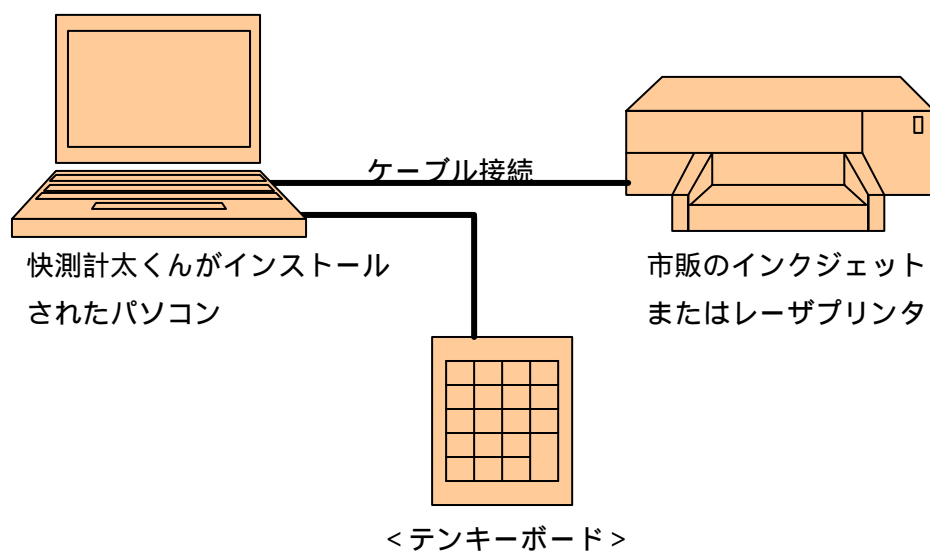 ケーブル接続
快測計太くんがインストール
されたパソコン
市販のインクジェット
またはレーザプリンタ
<テンキーボード>